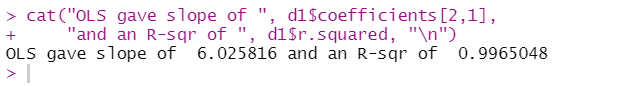 > cat("OLS gave slope of ", d1$coefficients[2,1],
+     "and an R-sqr of ", d1$r.squared, "\n")
OLS gave slope of  6.025816 and an R-sqr of  0.9965048
>